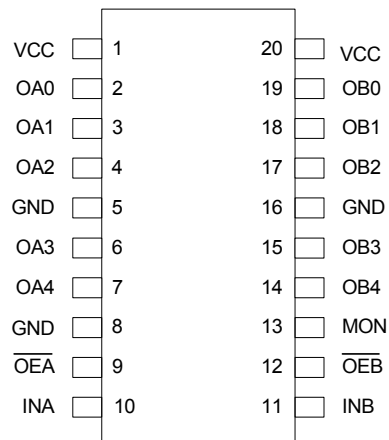 VCC 1 20 VCC
OA0 2 19 OB0
OA1 3 18 OB1
OA2 4 17 OB2
GND 5 16 GND
OA3 6 15 OB3
OA4 7 14 OB4
GND 8 13 MON
O̅E̅A̅ 9 12 O̅E̅B̅
INA 10 11 INB